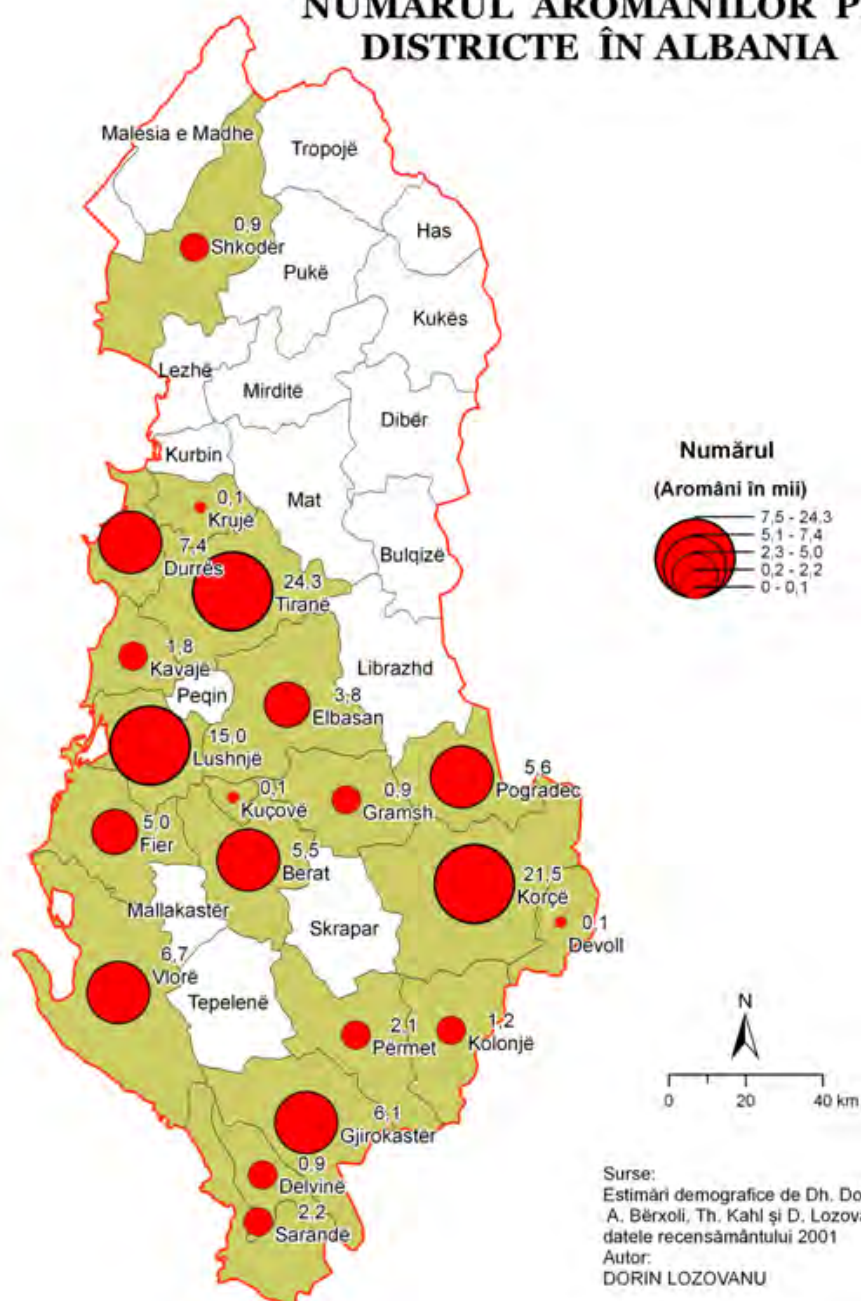 NUMĂRUL AROMÂNILOR
DISTRICTE ÎN ALBANIA
Malësia e Madhe
Tropojë
0,9
Shkodër
Has
Pukë
Kukës
Lezhë
Mirditë
Dibër
Kurbin
Mat
0,1
Krujë
7,4
Durrës
Bulqizë
24,3
Tiranë
1,8
Kavajë
Librazhd
Peqin
3,8
Elbasan
15,0
Lushnjë
5,6
Pogradec
0,1
Kuçovë
0,9
Gramsh
5,0
Fier
5,5
Berat
21,5
Korçë
Mallakastër
Skrapar
0,1
Devoll
6,7
Vlorë
Tepelenë
2,1
Përmet
1,2
Kolonjë
6,1
Gjirokastër
0,9
Delvinë
2,2
Sarandë
Numărul
(Aromâni în mii)
7,5 - 24,3
5,1 - 7,4
2,3 - 5,0
0,2 - 2,2
0 - 0,1
N
0 20 40 km
Surse:
Estimări demografice de Dh. Do
A. Bërxoli, Th. Kahl și D. Lozov
datele recensământului 2001
Autor:
DORIN LOZOVANU